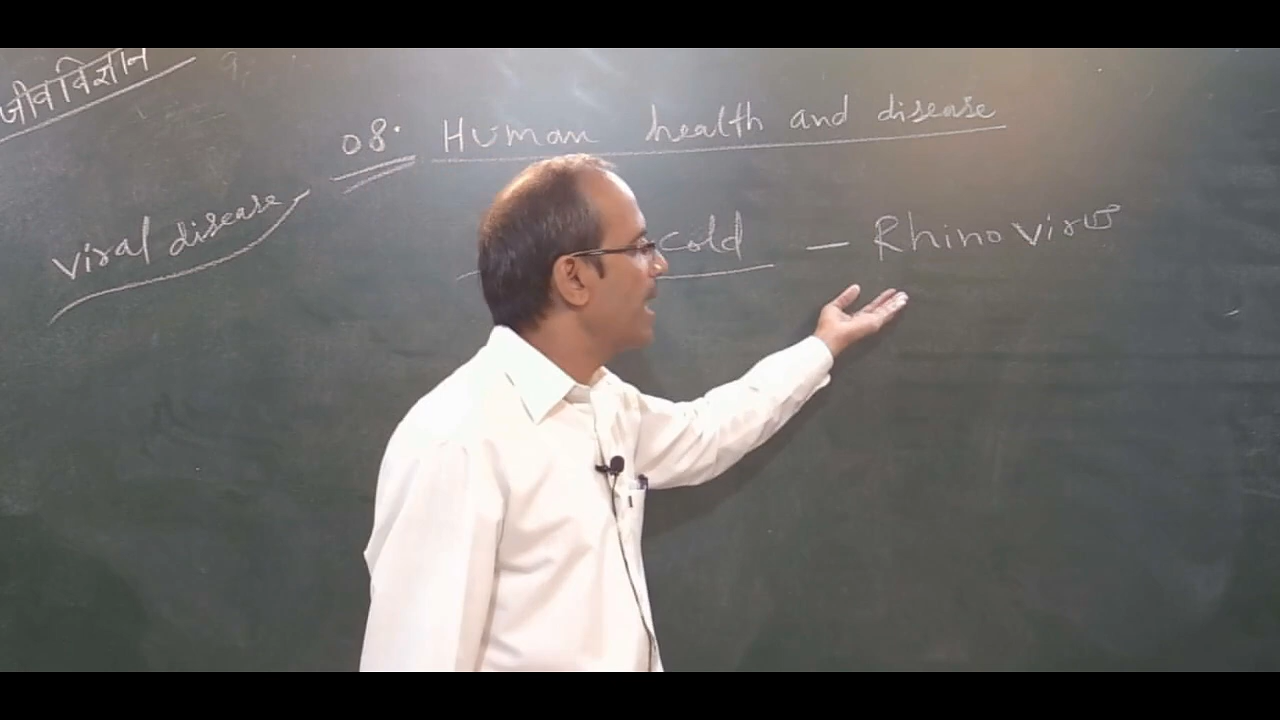 जीवविज्ञान
08. Human health and disease
viral disease
cold — Rhino virus